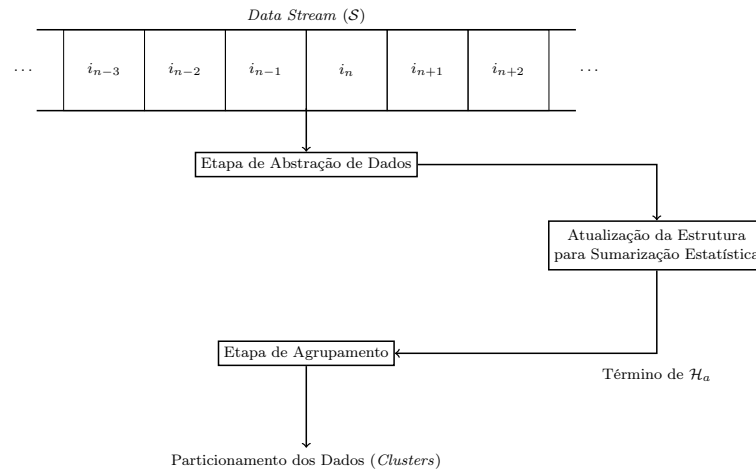 Data Stream (𝒮)
... i_{n−3} i_{n−2} i_{n−1} i_n i_{n+1} i_{n+2} ...
Etapa de Abstração de Dados
Atualização da Estrutura
para Sumarização Estatística
Etapa de Agrupamento
Término de ℋ_a
Particionamento dos Dados (Clusters)